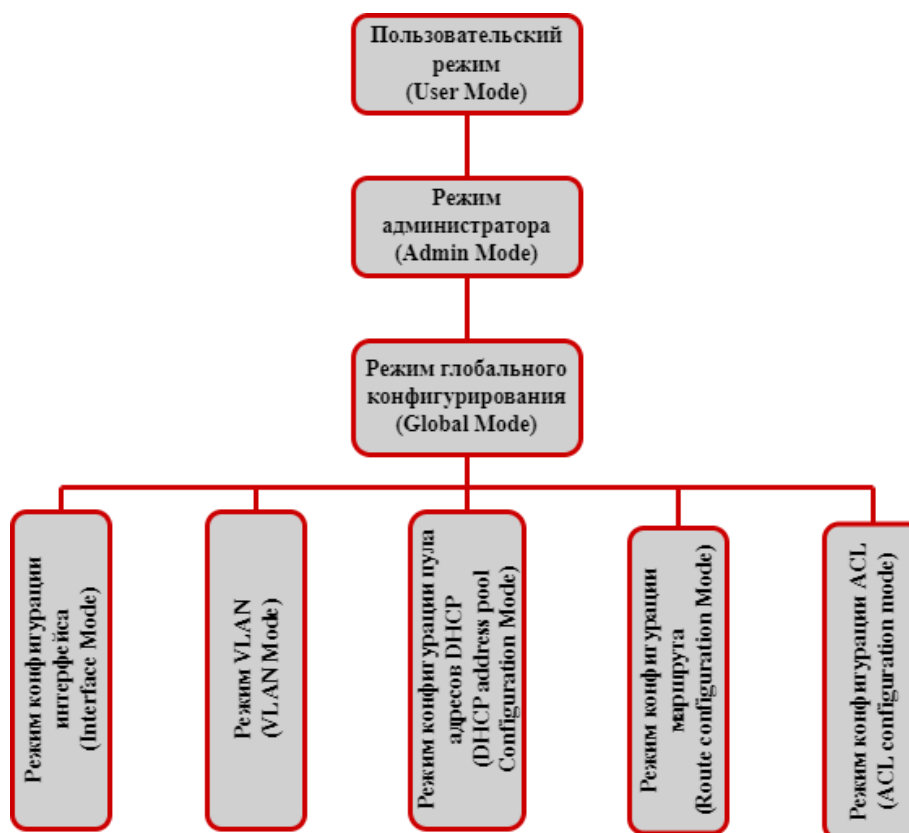 Пользовательский
режим
(User Mode)
Режим
администратора
(Admin Mode)
Режим глобального
конфигурирования
(Global Mode)
Режим конфигурации
интерфейса
(Interface Mode)
Режим VLAN
(VLAN Mode)
Режим конфигурации пула
адресов DHCP
(DHCP address pool
Configuration Mode)
Режим конфигурации
маршрута
(Route configuration Mode)
Режим конфигурации ACL
(ACL configuration mode)